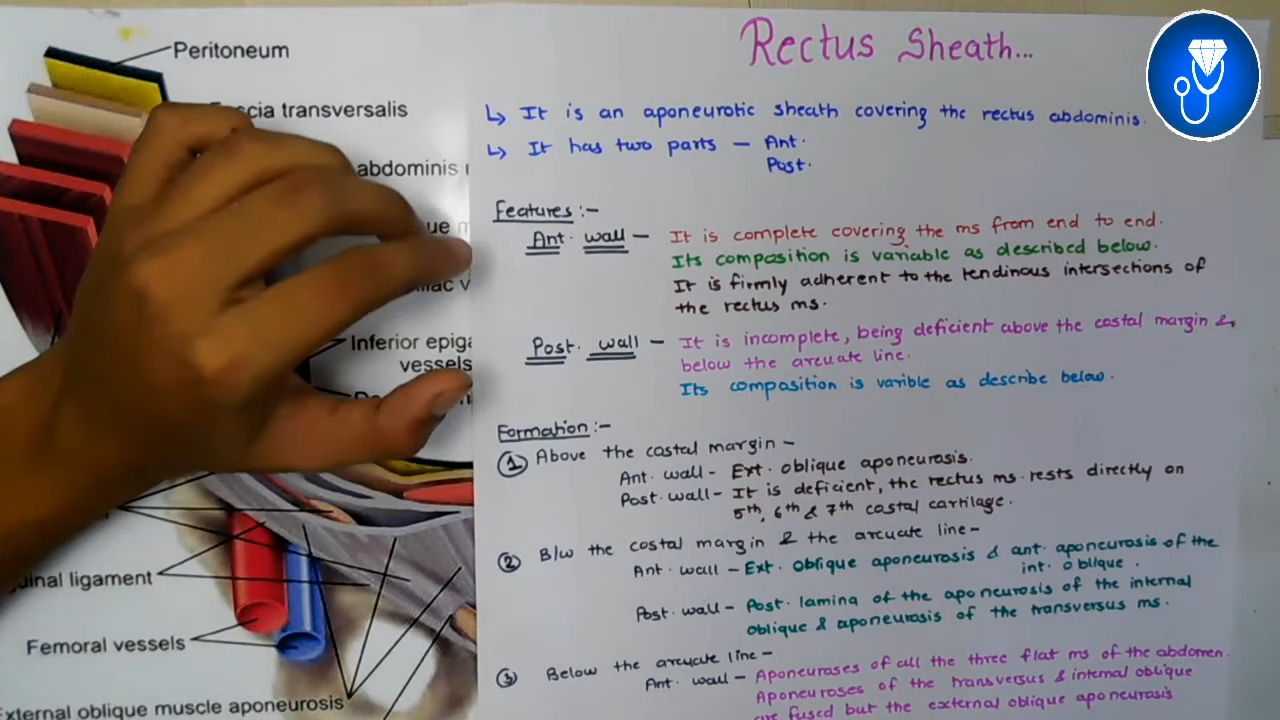 Peritoneum
cia transversalis
abdominis
ue m
Inferior epiga
vessels
inal ligament
Femoral vessels
External oblique muscle aponeurosis
Rectus Sheath...
↳ It is an aponeurotic sheath covering the rectus abdominis.
↳ It has two parts - Ant.
Post.
Features :-
Ant. wall - It is complete covering the ms from end to end.
Its composition is variable as described below.
It is firmly adherent to the tendinous intersections of
the rectus ms.
Post. wall - It is incomplete, being deficient above the costal margin &
below the arcuate line.
Its composition is varible as describe below.
Formation :-
① Above the costal margin -
Ant. wall - Ext. oblique aponeurosis.
Post. wall - It is deficient, the rectus ms. rests directly on
5th, 6th & 7th costal cartilage.
② B/w the costal margin & the arcuate line -
Ant. wall - Ext. oblique aponeurosis & ant. aponeurosis of the
int. oblique.
Post. wall - Post. lamina of the aponeurosis of the internal
oblique & aponeurosis of the transversus ms.
③ Below the arcuate line -
Ant. wall - Aponeuroses of all the three flat ms of the abdomen.
Aponeuroses of the transversus & internal oblique
are fused but the external oblique aponeurosis